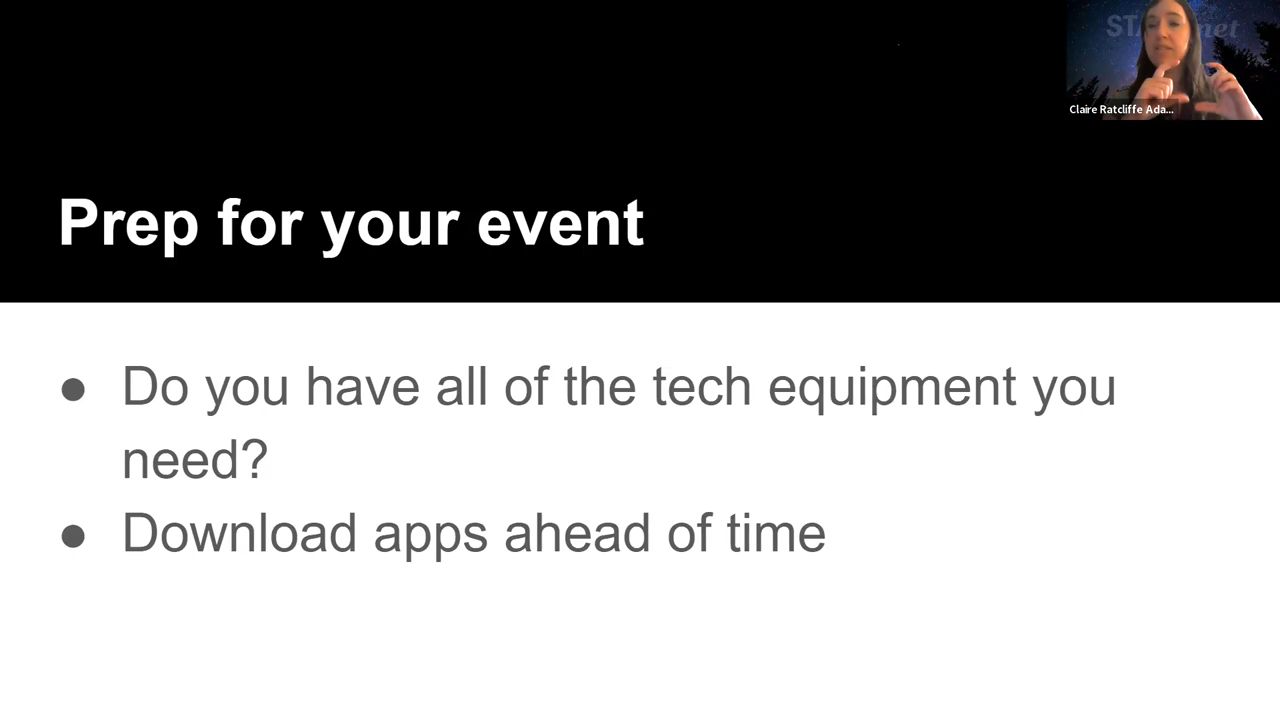 Claire Ratcliffe Ada...
Prep for your event
● Do you have all of the tech equipment you
need?
● Download apps ahead of time